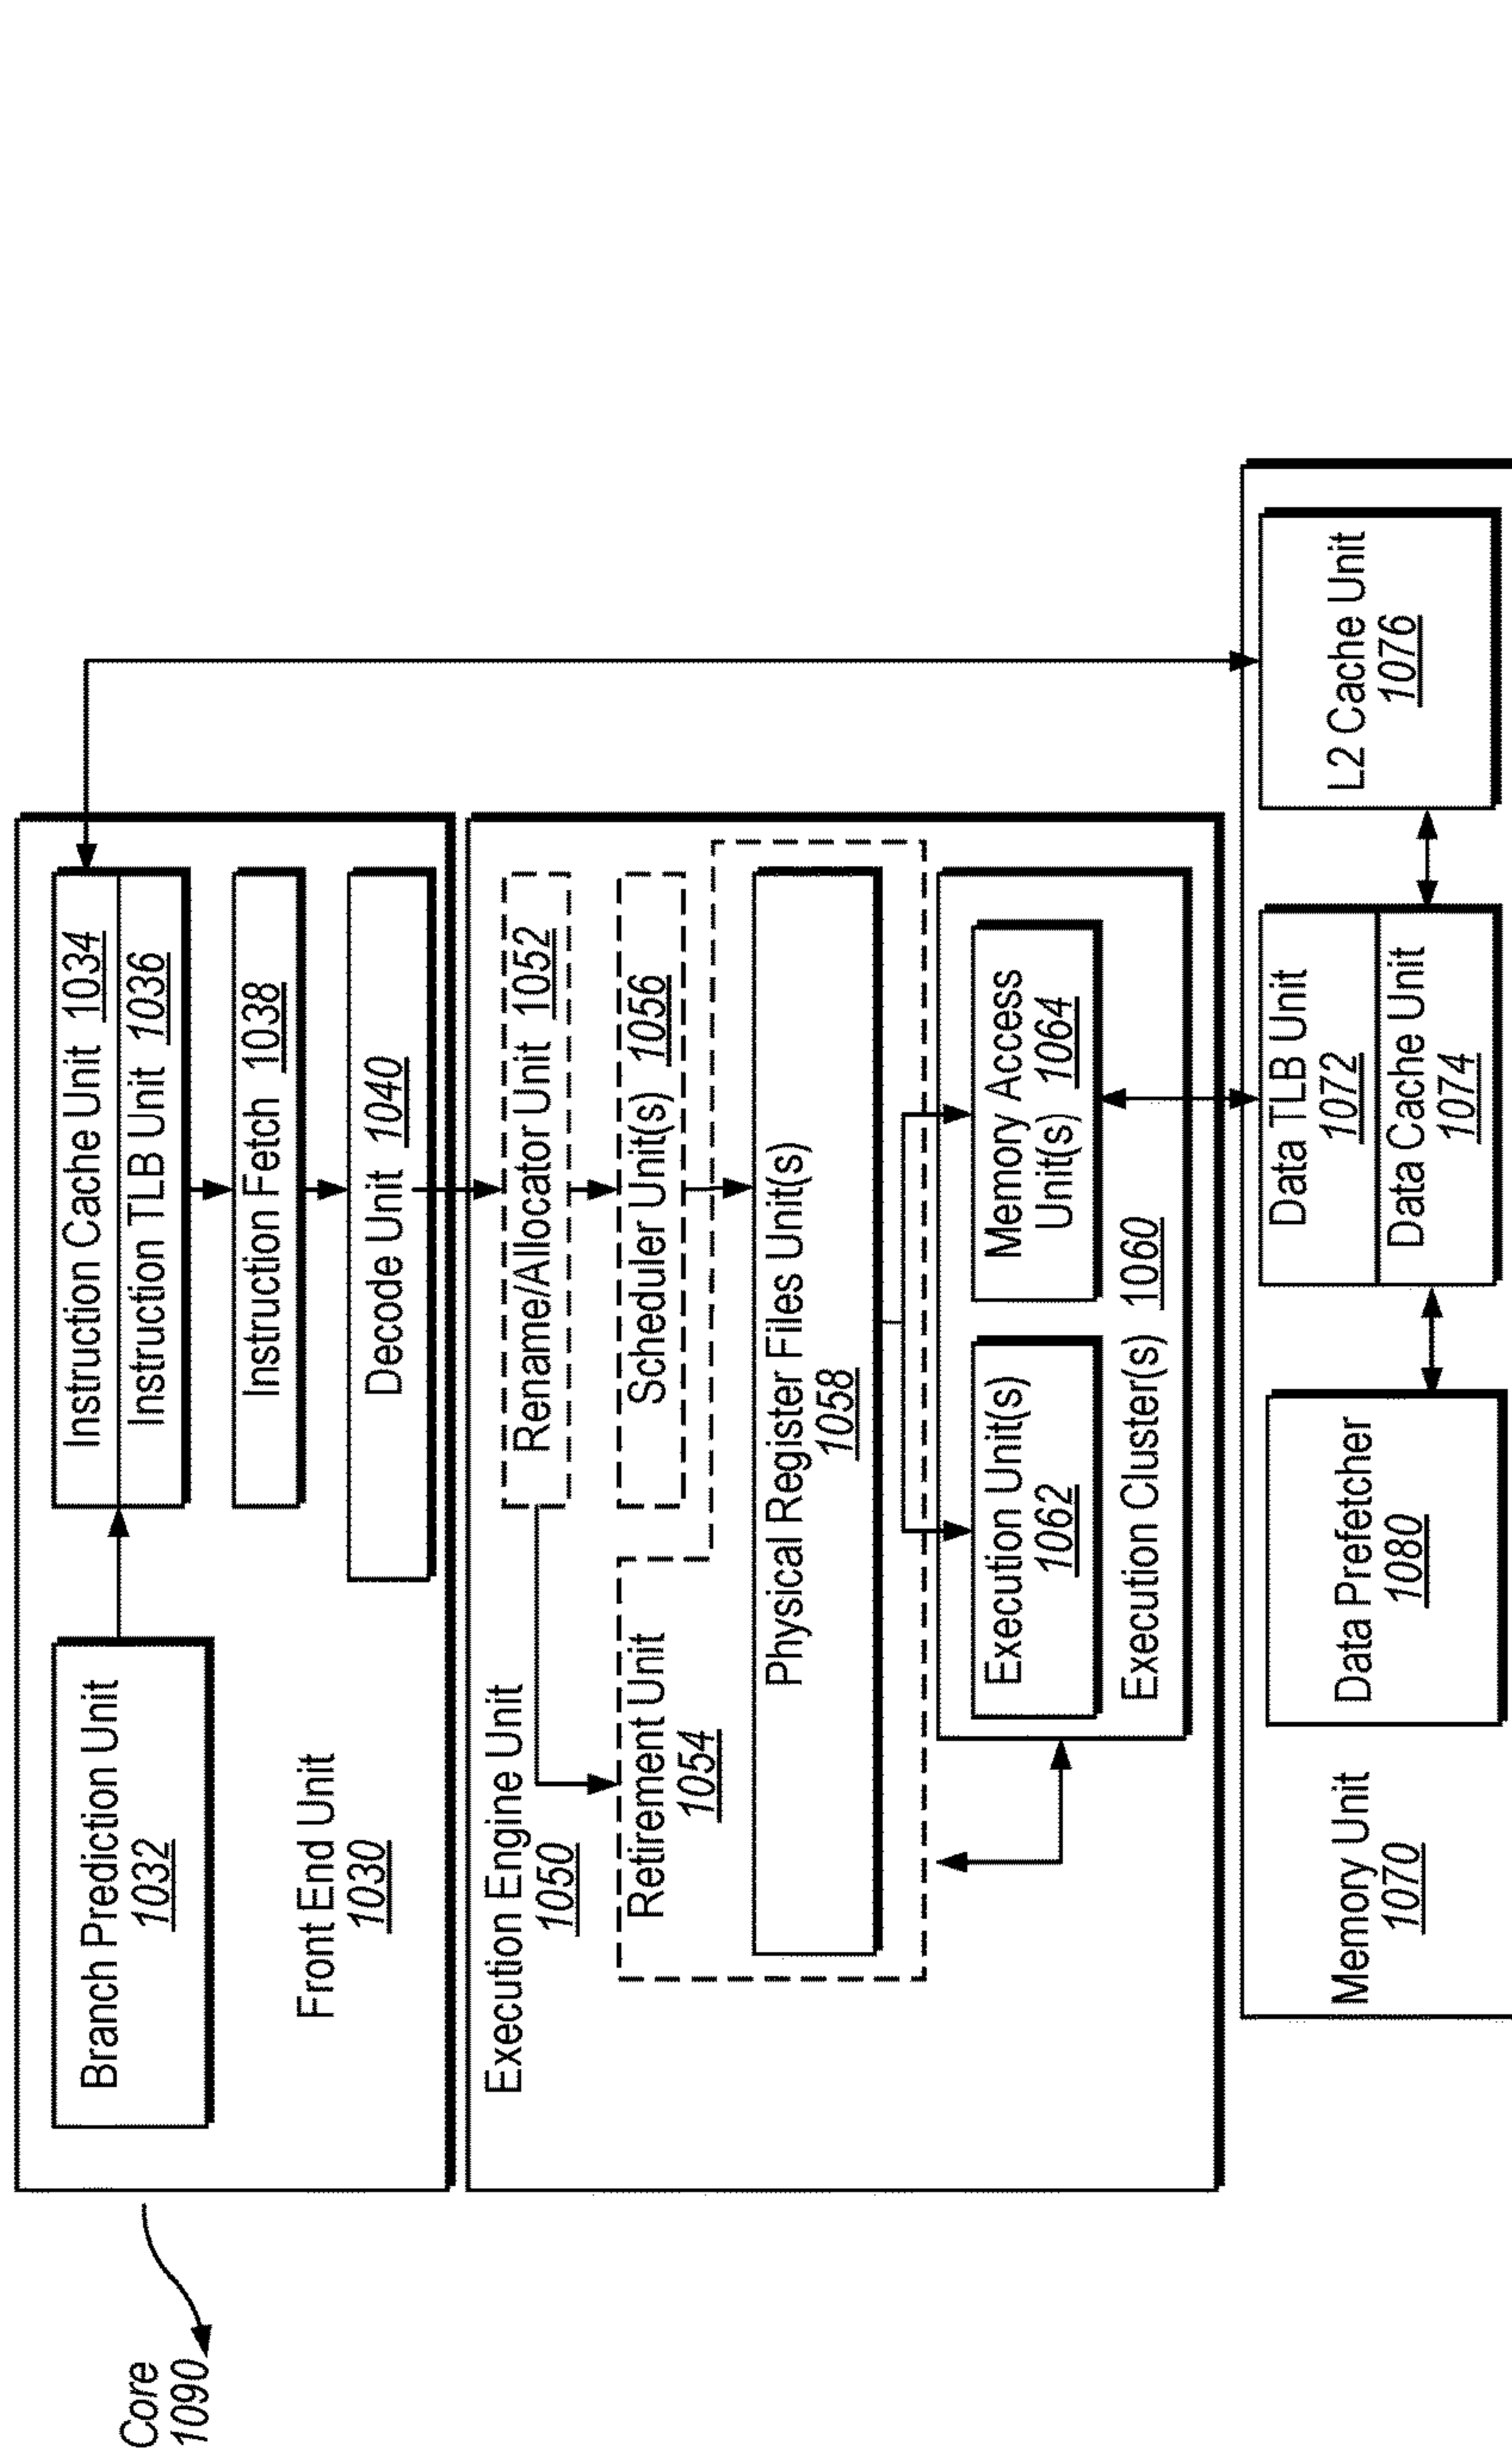 Core
1090
Branch Prediction Unit
1032
Instruction Cache Unit 1034
Instruction TLB Unit 1036
Instruction Fetch 1038
Front End Unit
1030
Decode Unit 1040
Execution Engine Unit
1050
Rename/Allocator Unit 1052
Retirement Unit
1054
Scheduler Unit(s) 1056
Physical Register Files Unit(s)
1058
Execution Unit(s)
1062
Memory Access
Unit(s) 1064
Execution Cluster(s) 1060
Memory Unit
1070
Data Prefetcher
1080
Data TLB Unit
1072
Data Cache Unit
1074
L2 Cache Unit
1076